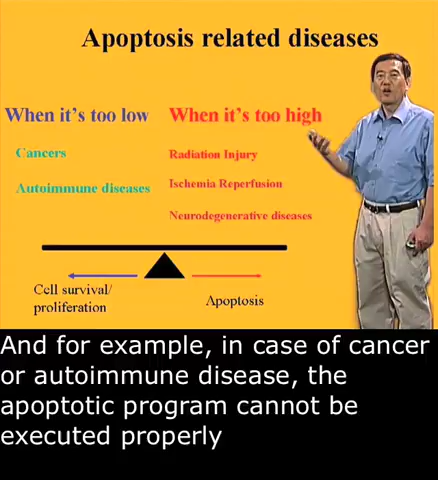 Apoptosis related diseases
When it's too low
When it's too high
Cancers
Radiation Injury
Autoimmune diseases
Ischemia Reperfusion
Neurodegenerative diseases
Cell survival/
proliferation
Apoptosis
And for example, in case of cancer
or autoimmune disease, the
apoptotic program cannot be
executed properly